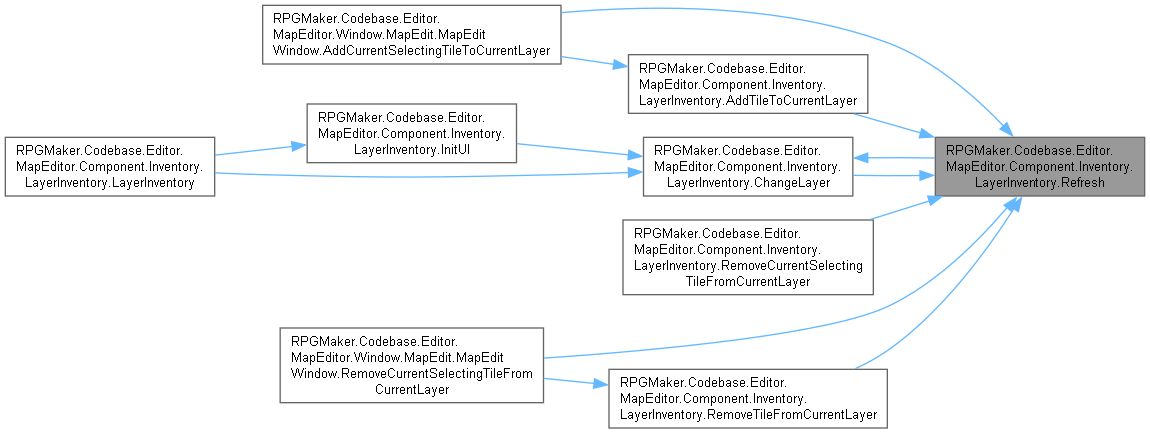 RPGMaker.Codebase.Editor.
MapEditor.Window.MapEdit.MapEdit
Window.AddCurrentSelectingTileToCurrentLayer
RPGMaker.Codebase.Editor.
MapEditor.Component.Inventory.
LayerInventory.AddTileToCurrentLayer
RPGMaker.Codebase.Editor.
MapEditor.Component.Inventory.
LayerInventory.InitUI
RPGMaker.Codebase.Editor.
MapEditor.Component.Inventory.
LayerInventory.LayerInventory
RPGMaker.Codebase.Editor.
MapEditor.Component.Inventory.
LayerInventory.ChangeLayer
RPGMaker.Codebase.Editor.
MapEditor.Component.Inventory.
LayerInventory.Refresh
RPGMaker.Codebase.Editor.
MapEditor.Component.Inventory.
LayerInventory.RemoveCurrentSelecting
TileFromCurrentLayer
RPGMaker.Codebase.Editor.
MapEditor.Window.MapEdit.MapEdit
Window.RemoveCurrentSelectingTileFrom
CurrentLayer
RPGMaker.Codebase.Editor.
MapEditor.Component.Inventory.
LayerInventory.RemoveTileFromCurrentLayer